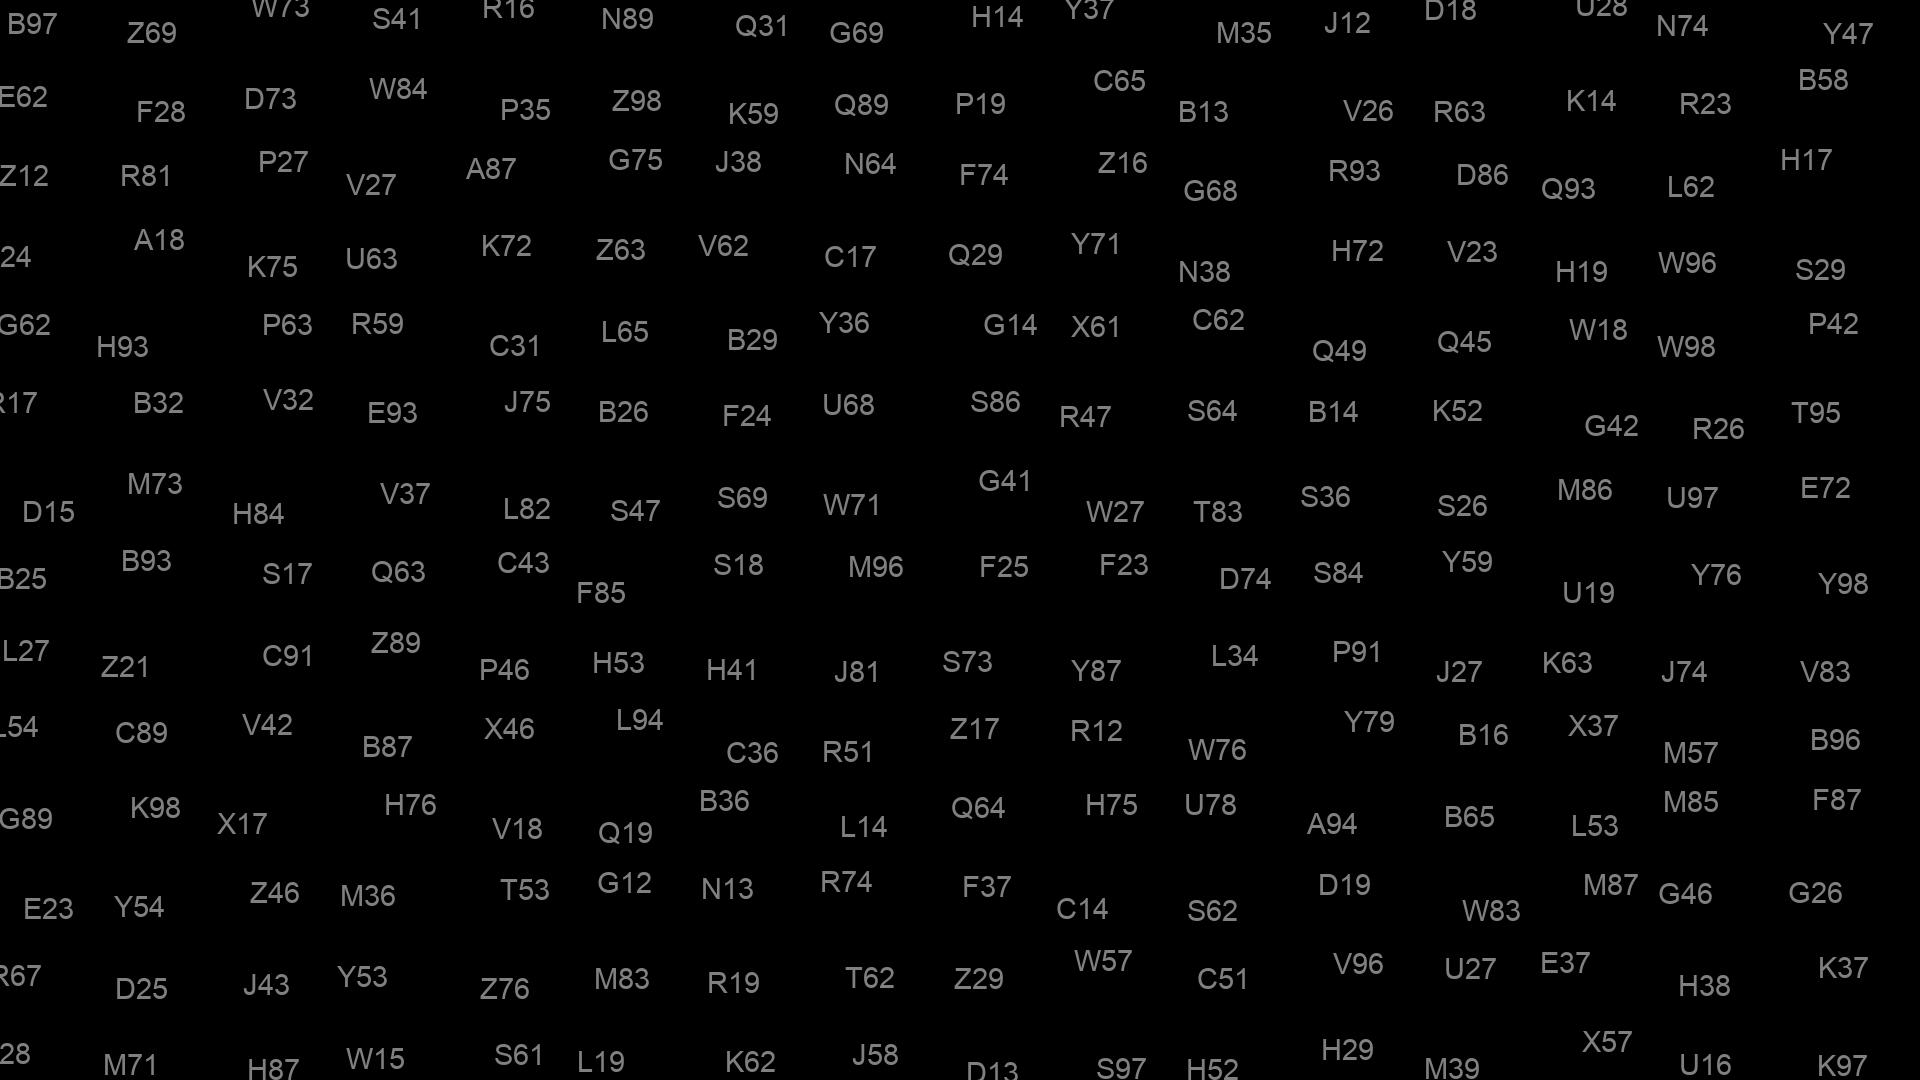 B97 Z69 W73 S41 R16 N89 Q31 G69 H14 Y37 M35 J12 D18 U28 N74 Y47
E62 F28 D73 W84 P35 Z98 K59 Q89 P19 C65 B13 V26 R63 K14 R23 B58
Z12 R81 P27 V27 A87 G75 J38 N64 F74 Z16 G68 R93 D86 Q93 L62 H17
24 A18 K75 U63 K72 Z63 V62 C17 Q29 Y71 N38 H72 V23 H19 W96 S29
G62 H93 P63 R59 C31 L65 B29 Y36 G14 X61 C62 Q49 Q45 W18 W98 P42
R17 B32 V32 E93 J75 B26 F24 U68 S86 R47 S64 B14 K52 G42 R26 T95
D15 M73 H84 V37 L82 S47 S69 W71 G41 W27 T83 S36 S26 M86 U97 E72
B25 B93 S17 Q63 C43 F85 S18 M96 F25 F23 D74 S84 Y59 U19 Y76 Y98
L27 Z21 C91 Z89 P46 H53 H41 J81 S73 Y87 L34 P91 J27 K63 J74 V83
L54 C89 V42 B87 X46 L94 C36 R51 Z17 R12 W76 Y79 B16 X37 M57 B96
G89 K98 X17 H76 V18 Q19 B36 L14 Q64 H75 U78 A94 B65 L53 M85 F87
E23 Y54 Z46 M36 T53 G12 N13 R74 F37 C14 S62 D19 W83 M87 G46 G26
R67 D25 J43 Y53 Z76 M83 R19 T62 Z29 W57 C51 V96 U27 E37 H38 K37
28 M71 H87 W15 S61 L19 K62 J58 D13 S97 H52 H29 M39 X57 U16 K97